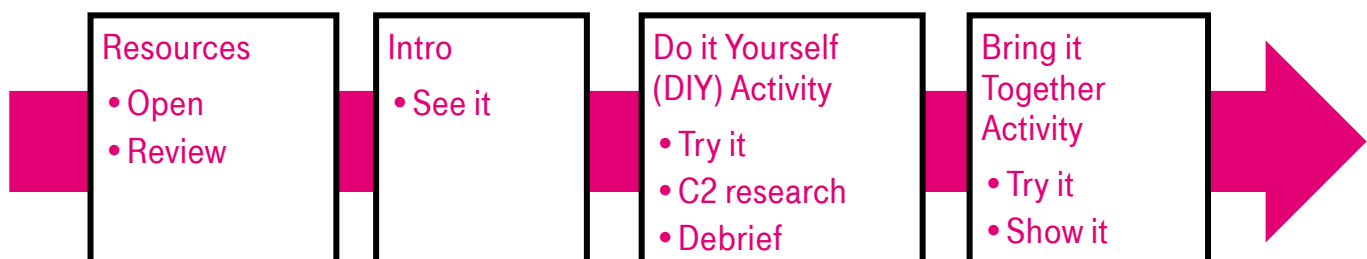 Resources
• Open
• Review
Intro
• See it
Do it Yourself
(DIY) Activity
• Try it
• C2 research
• Debrief
Bring it
Together
Activity
• Try it
• Show it